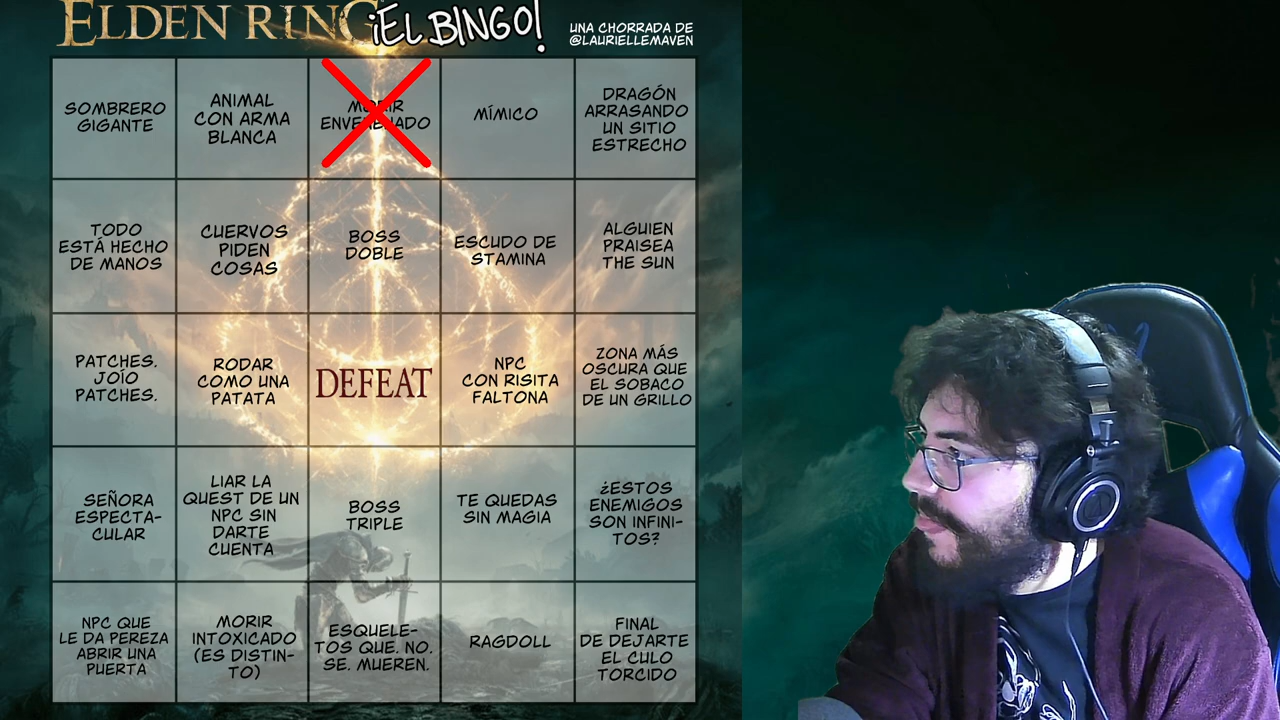 ELDEN RING
¡EL BINGO!
UNA CHORRADA DE
@LAURIELLEMAVEN
SOMBRERO
GIGANTE
ANIMAL
CON ARMA
BLANCA
MORIR
ENVENENADO
MÍMICO
DRAGÓN
ARRASANDO
UN SITIO
ESTRECHO
TODO
ESTÁ HECHO
DE MANOS
CUERVOS
PIDEN
COSAS
BOSS
DOBLE
ESCUDO DE
STAMINA
ALGUIEN
PRAISEA
THE SUN
PATCHES.
JOÍO
PATCHES.
RODAR
COMO UNA
PATATA
DEFEAT
NPC
CON RISITA
FALTONA
ZONA MÁS
OSCURA QUE
EL SOBACO
DE UN GRILLO
SEÑORA
ESPECTA-
CULAR
LIAR LA
QUEST DE UN
NPC SIN
DARTE
CUENTA
BOSS
TRIPLE
TE QUEDAS
SIN MAGIA
¿ESTOS
ENEMIGOS
SON INFINI-
TOS?
NPC QUE
LE DA PEREZA
ABRIR UNA
PUERTA
MORIR
INTOXICADO
(ES DISTIN-
TO)
ESQUELE-
TOS QUE. NO.
SE. MUEREN.
RAGDOLL
FINAL
DE DEJARTE
EL CULO
TORCIDO